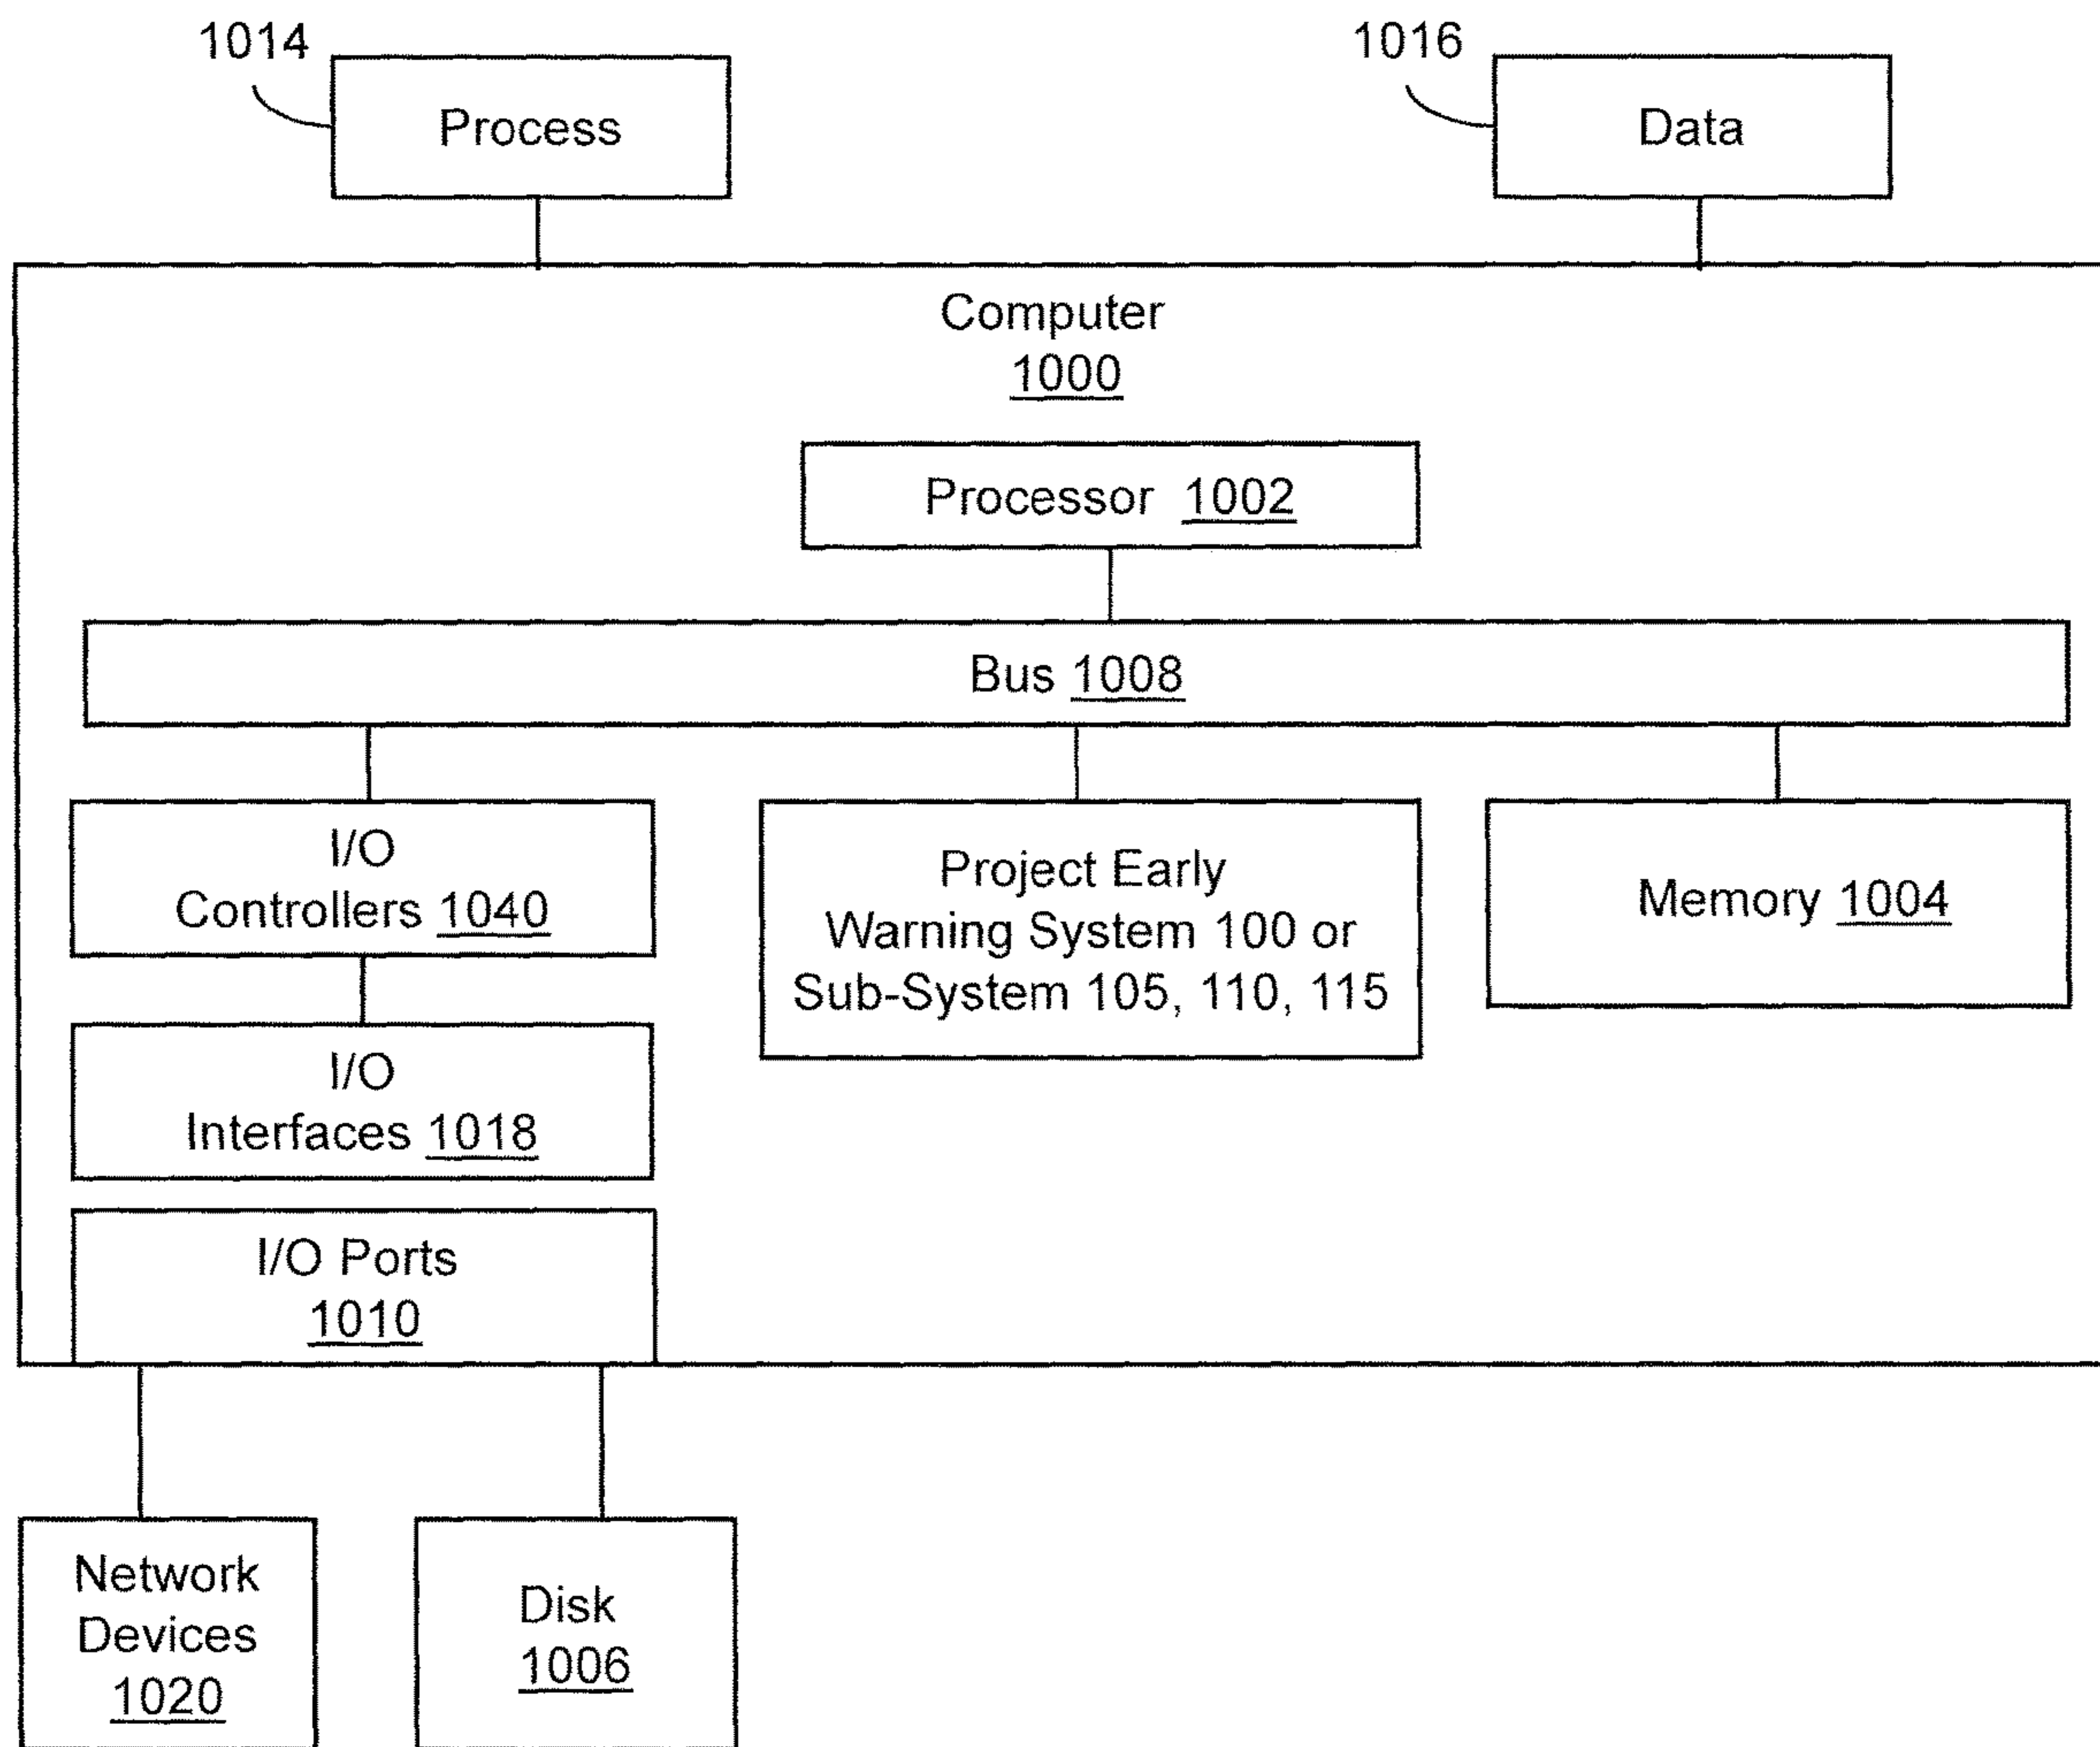 1014
Process
1016
Data
Computer
1000
Processor 1002
Bus 1008
I/O
Controllers 1040
Project Early
Warning System 100 or
Sub-System 105, 110, 115
Memory 1004
I/O
Interfaces 1018
I/O Ports
1010
Network
Devices
1020
Disk
1006